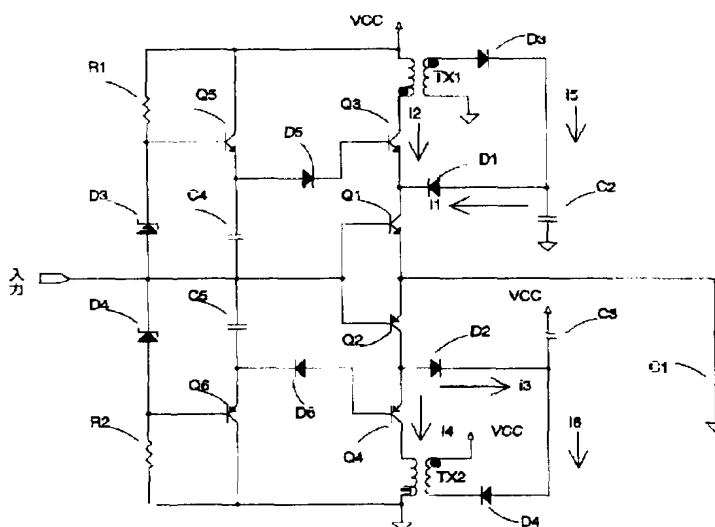 VCC
D3
R1
TX1
Q5
Q3
I2
I5
D5
D1
D3
C4
Q1
I1
C2
入力
D4
C5
VCC
C3
D2
Q2
C1
Q6
i3
D6
R2
I4
VCC
I6
Q4
TX2
D4